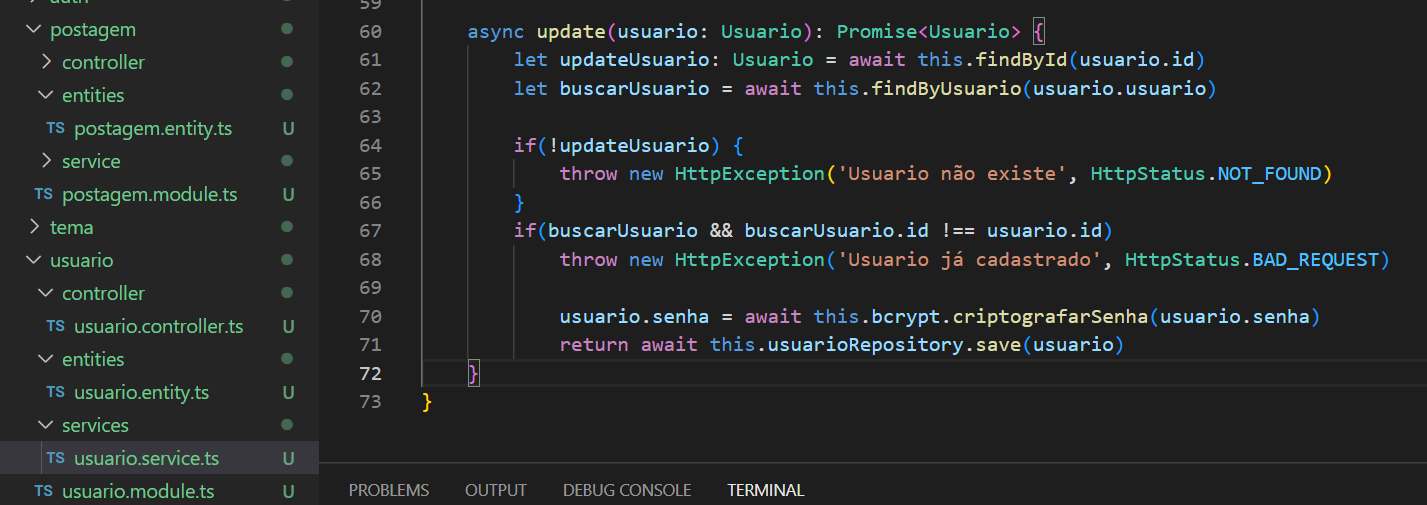 auth
postagem
controller
entities
TS postagem.entity.ts U
service
TS postagem.module.ts U
tema
usuario
controller
TS usuario.controller.ts U
entities
TS usuario.entity.ts U
services
TS usuario.service.ts U
TS usuario.module.ts U
59
60 async update(usuario: Usuario): Promise<Usuario> {
61 let updateUsuario: Usuario = await this.findById(usuario.id)
62 let buscarUsuario = await this.findByUsuario(usuario.usuario)
63
64 if(!updateUsuario) {
65 throw new HttpException('Usuario não existe', HttpStatus.NOT_FOUND)
66 }
67 if(buscarUsuario && buscarUsuario.id !== usuario.id)
68 throw new HttpException('Usuario já cadastrado', HttpStatus.BAD_REQUEST)
69
70 usuario.senha = await this.bcrypt.criptografarSenha(usuario.senha)
71 return await this.usuarioRepository.save(usuario)
72 }
73 }
PROBLEMS OUTPUT DEBUG CONSOLE TERMINAL